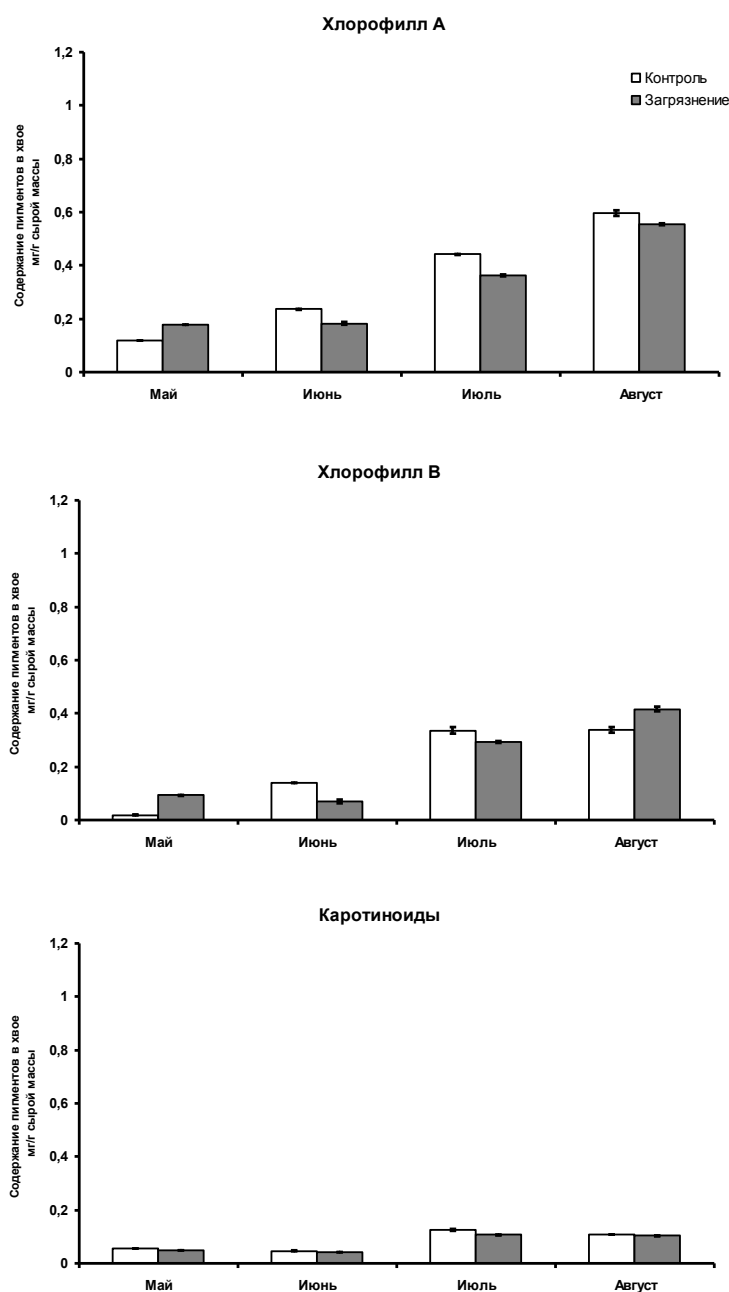 Хлорофилл А
1,2
Контроль
Загрязнение
1
0,8
0,6
0,4
0,2
0
Содержание пигментов в хвое
мг/г сырой массы
Май Июнь Июль Август
Хлорофилл В
1,2
1
0,8
0,6
0,4
0,2
0
Содержание пигментов в хвое
мг/г сырой массы
Май Июнь Июль Август
Каротиноиды
1,2
1
0,8
0,6
0,4
0,2
0
Содержание пигментов в хвое
мг/г сырой массы
Май Июнь Июль Август